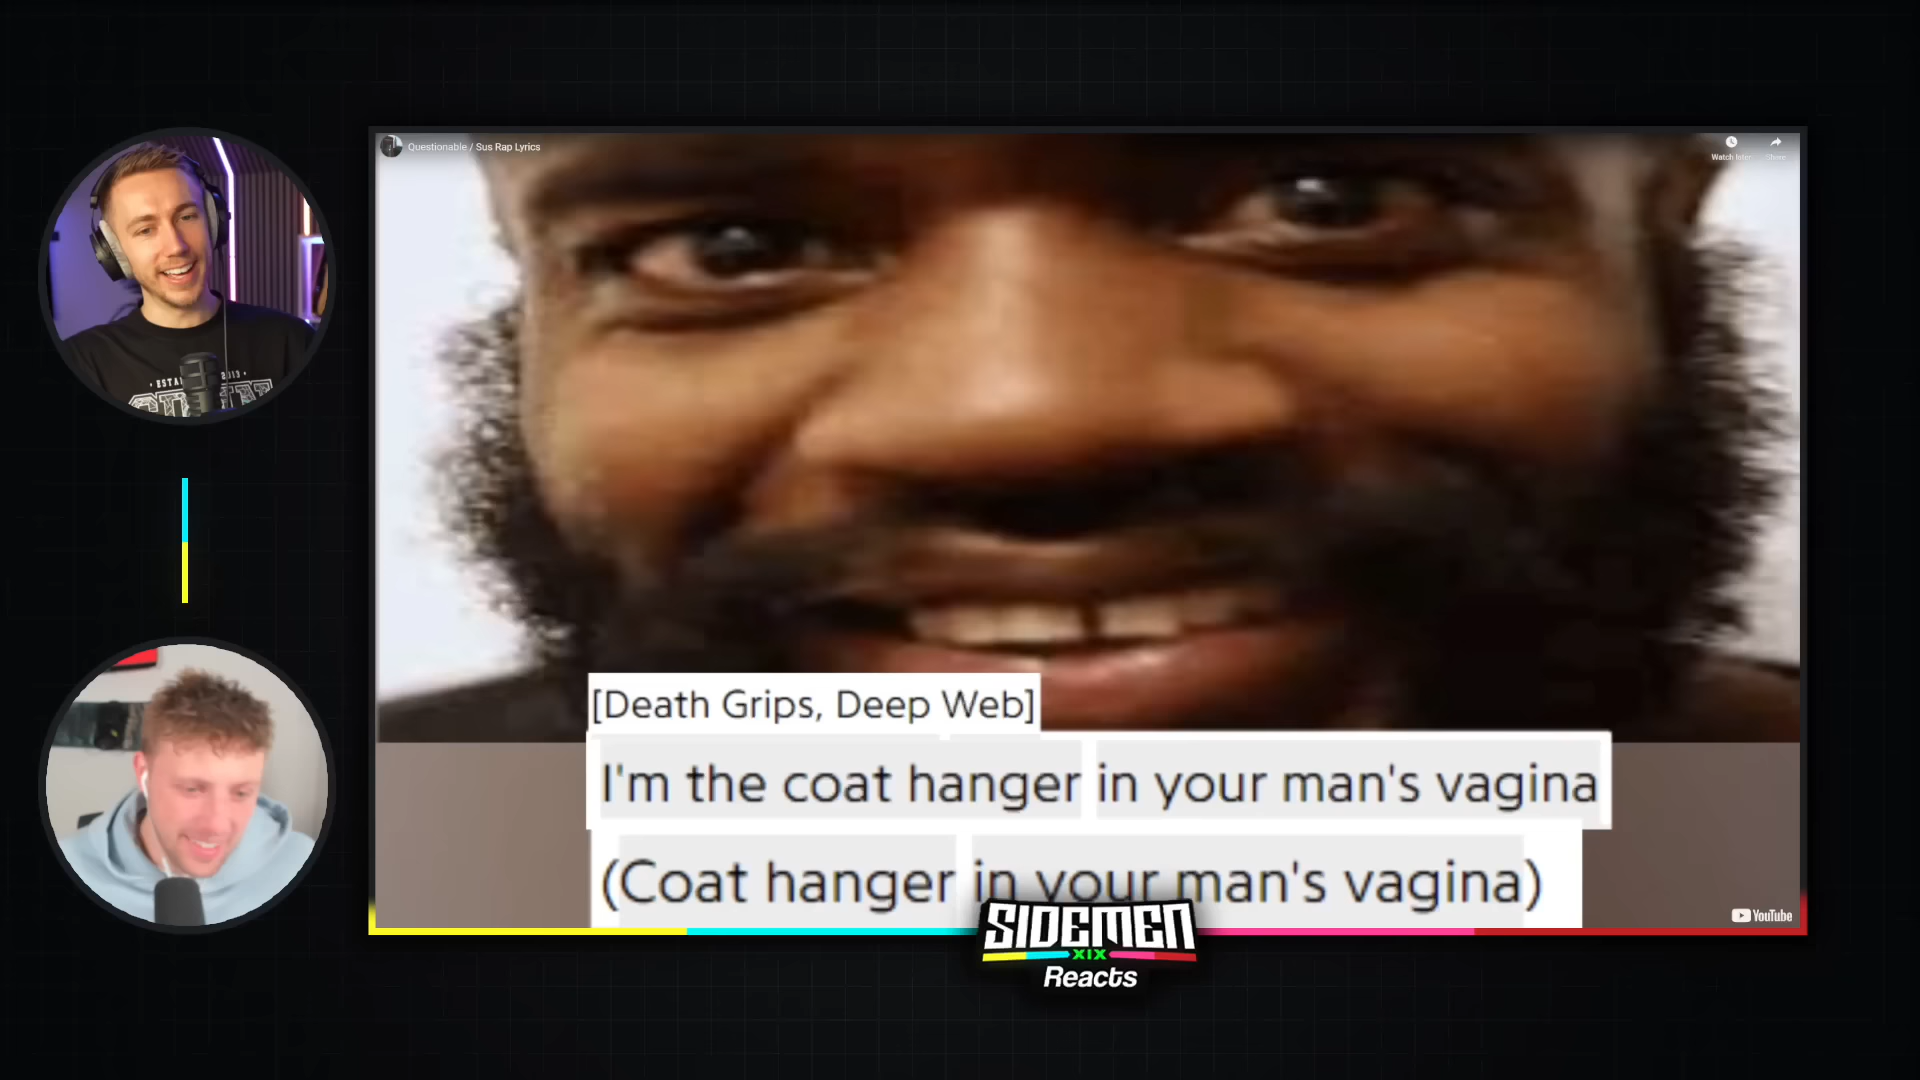 Questionable / Sus Rap Lyrics
Watch later
Share
[Death Grips, Deep Web]
I'm the coat hanger in your man's vagina
(Coat hanger in your man's vagina)
YouTube
SIDEMEN
XIX
Reacts